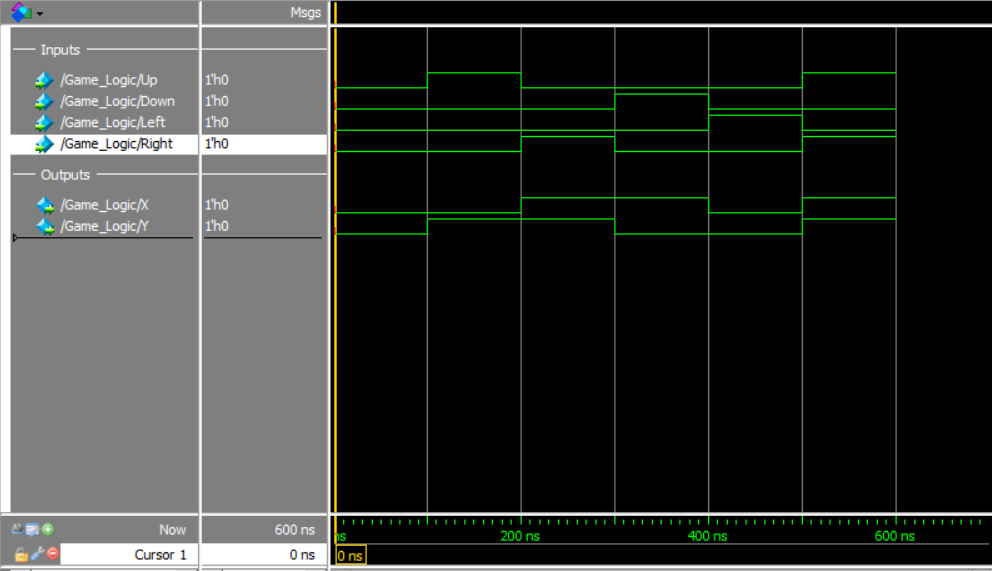 Msgs
Inputs
/Game_Logic/Up 1'h0
/Game_Logic/Down 1'h0
/Game_Logic/Left 1'h0
/Game_Logic/Right 1'h0
Outputs
/Game_Logic/X 1'h0
/Game_Logic/Y 1'h0
Now 600 ns
ns 200 ns 400 ns 600 ns
Cursor 1 0 ns 0 ns